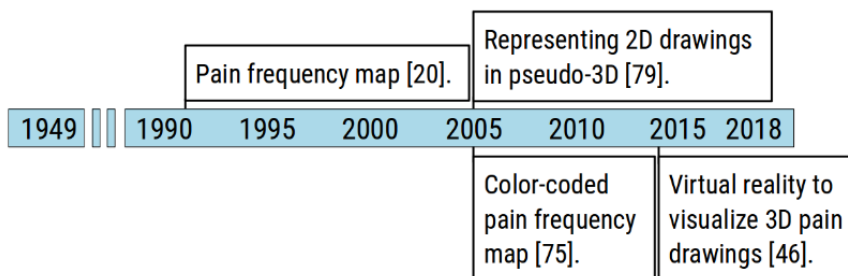 Pain frequency map [20].
Representing 2D drawings
in pseudo-3D [79].
1949 1990 1995 2000 2005 2010 2015 2018
Color-coded
pain frequency
map [75].
Virtual reality to
visualize 3D pain
drawings [46].